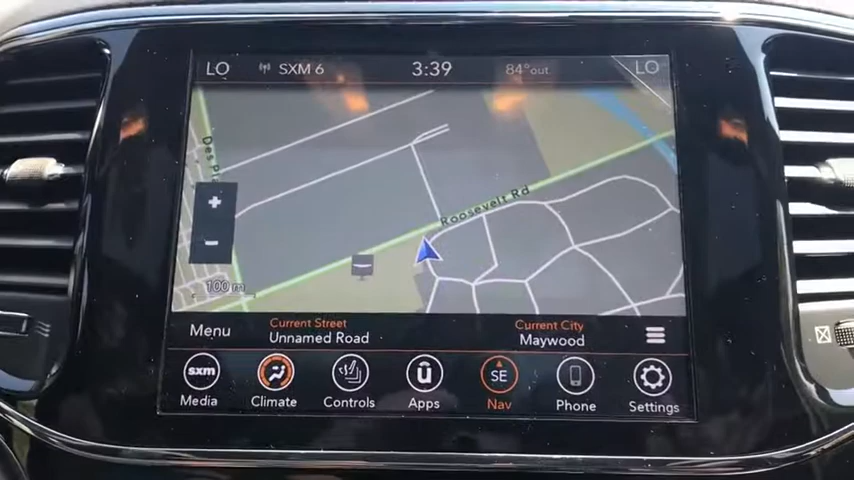 LO
SXM 6
3:39
84°out
LO
Des P
Roosevelt Rd
100 m
Menu
Current Street
Unnamed Road
Current City
Maywood
sxm
SE
Media
Climate
Controls
Apps
Nav
Phone
Settings